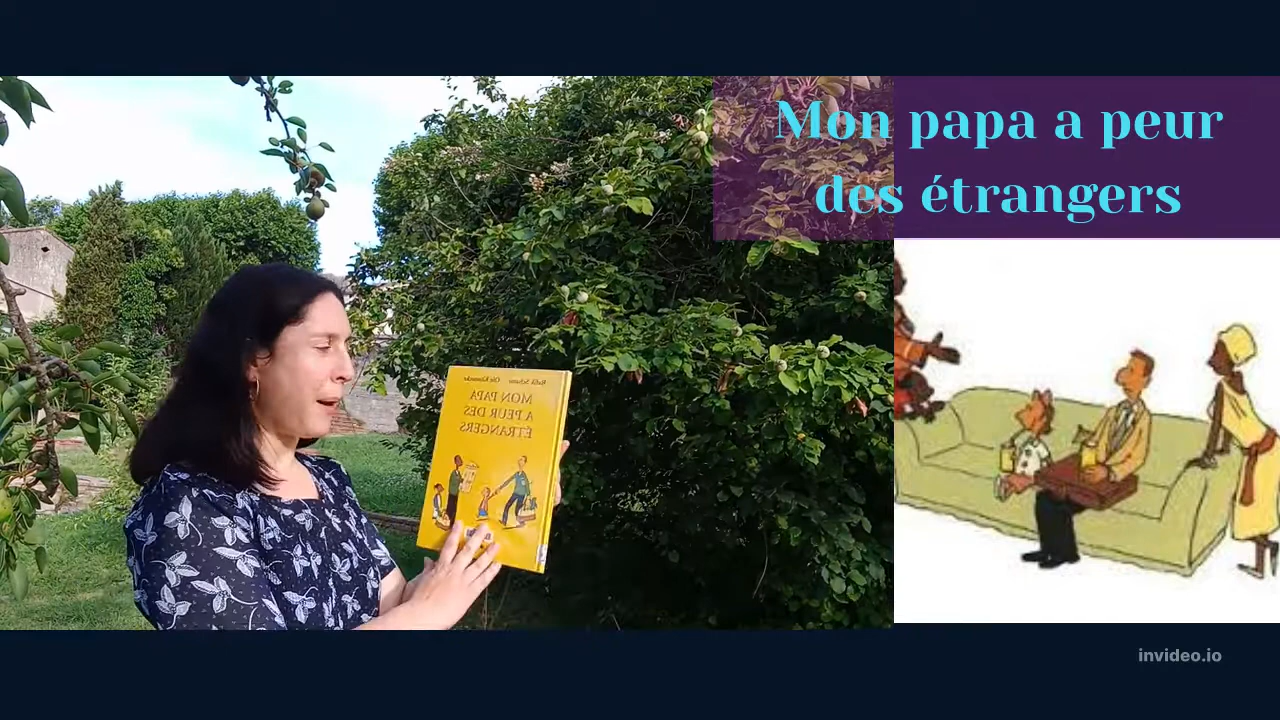 Mon papa a peur
des étrangers
MON PAPA
A PEUR DES
ÉTRANGERS
invideo.io